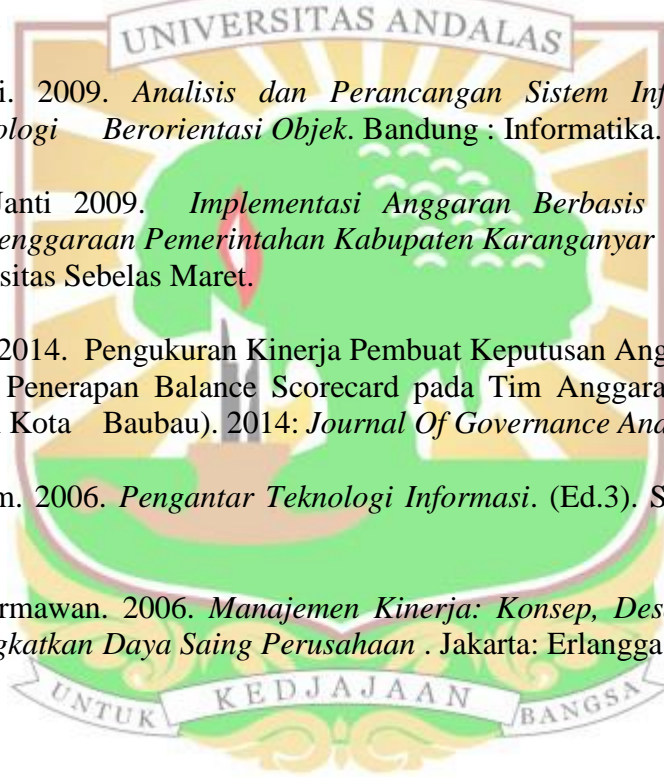 UNIVERSITAS ANDALAS
i. 2009. Analisis dan Perancangan Sistem Inf
ologi Berorientasi Objek. Bandung : Informatika.
anti 2009. Implementasi Anggaran Berbasis
enggaraan Pemerintahan Kabupaten Karanganyar
sitas Sebelas Maret.
2014. Pengukuran Kinerja Pembuat Keputusan Ang
Penerapan Balance Scorecard pada Tim Anggara
Kota Baubau). 2014: Journal Of Governance And
m. 2006. Pengantar Teknologi Informasi. (Ed.3). S
rmawan. 2006. Manajemen Kinerja: Konsep, Des
gkatkan Daya Saing Perusahaan . Jakarta: Erlangga
UNTUK KEDJAJAAN BANGSA